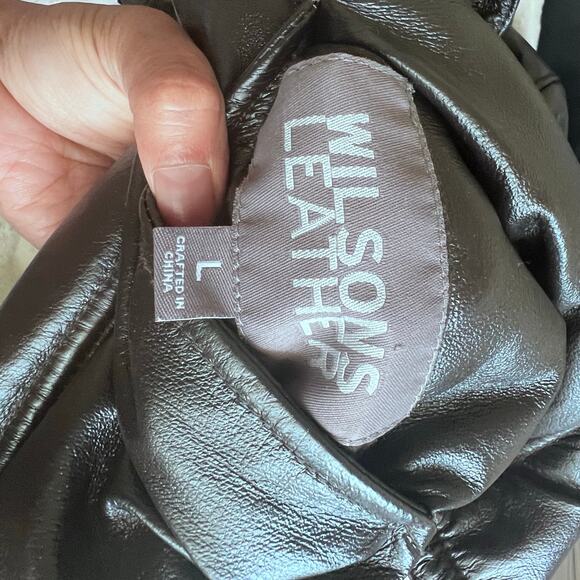 WILSONS
LEATHER
L
CRAFTED IN
CHINA